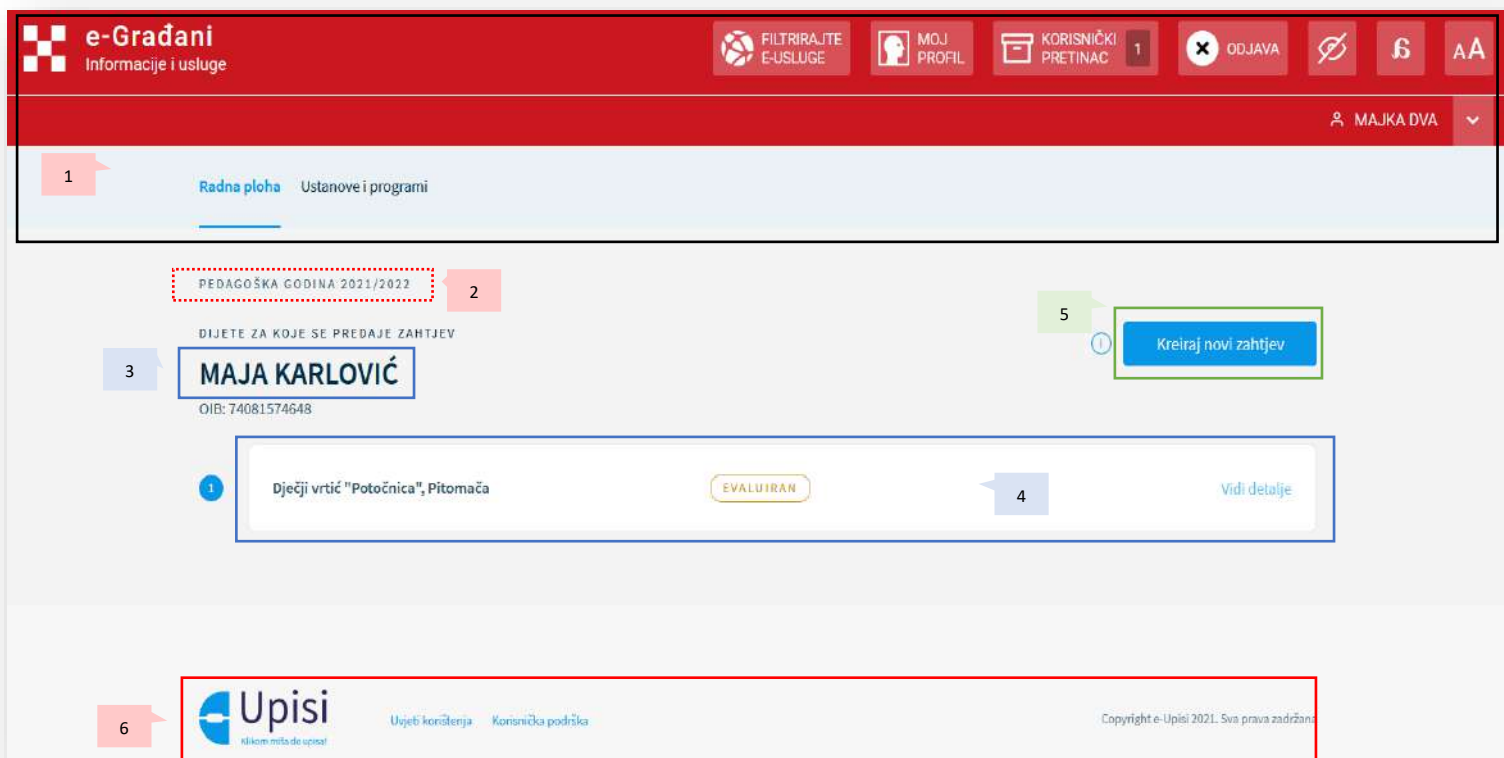 e-Građani
Informacije i usluge
FILTRIRAJTE
E-USLUGE
MOJ
PROFIL
KORISNIČKI
PRETINAC
1
ODJAVA
AA
MAJKA DVA
1
Radna ploha Ustanove i programi
PEDAGOŠKA GODINA 2021/2022
2
DIJETE ZA KOJE SE PREDAJE ZAHTJEV
5
Kreiraj novi zahtjev
3
MAJA KARLOVIĆ
OIB: 74081574648
1
Dječji vrtić "Potočnica", Pitomača
EVALUIRAN
4
Vidi detalje
6
Upisi
Klikom miša do upisa!
Uvjeti korištenja Korisnička podrška
Copyright e-Upisi 2021. Sva prava zadržana